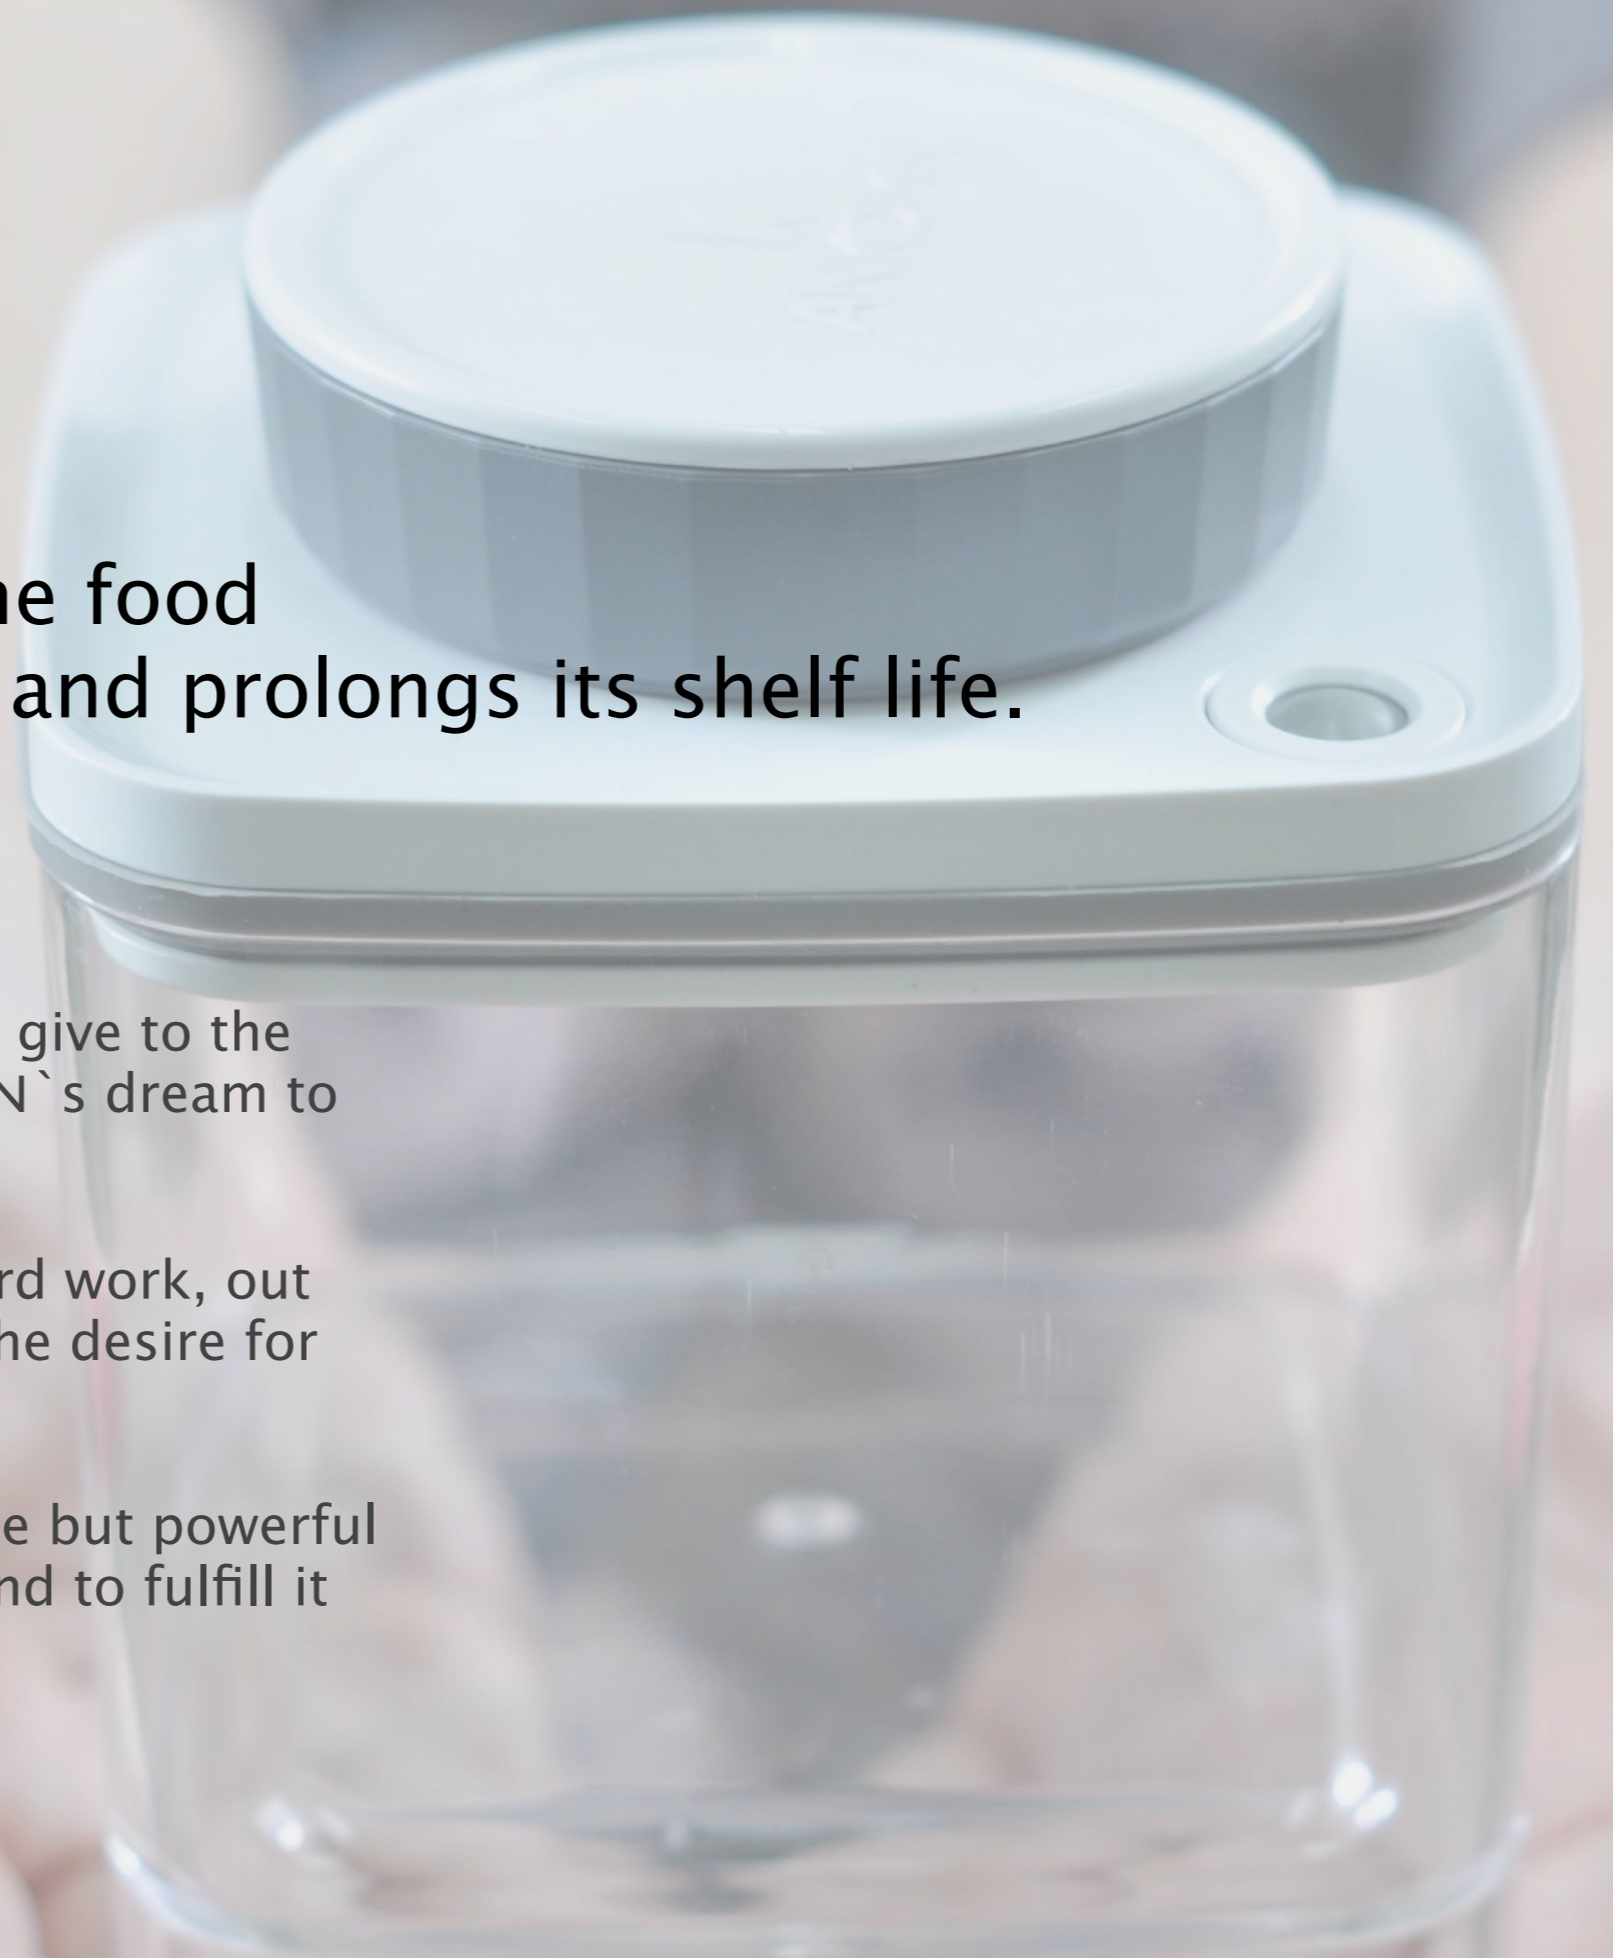 he food
and prolongs its shelf life.
give to the
N`s dream to
rd work, out
he desire for
e but powerful
nd to fulfill it